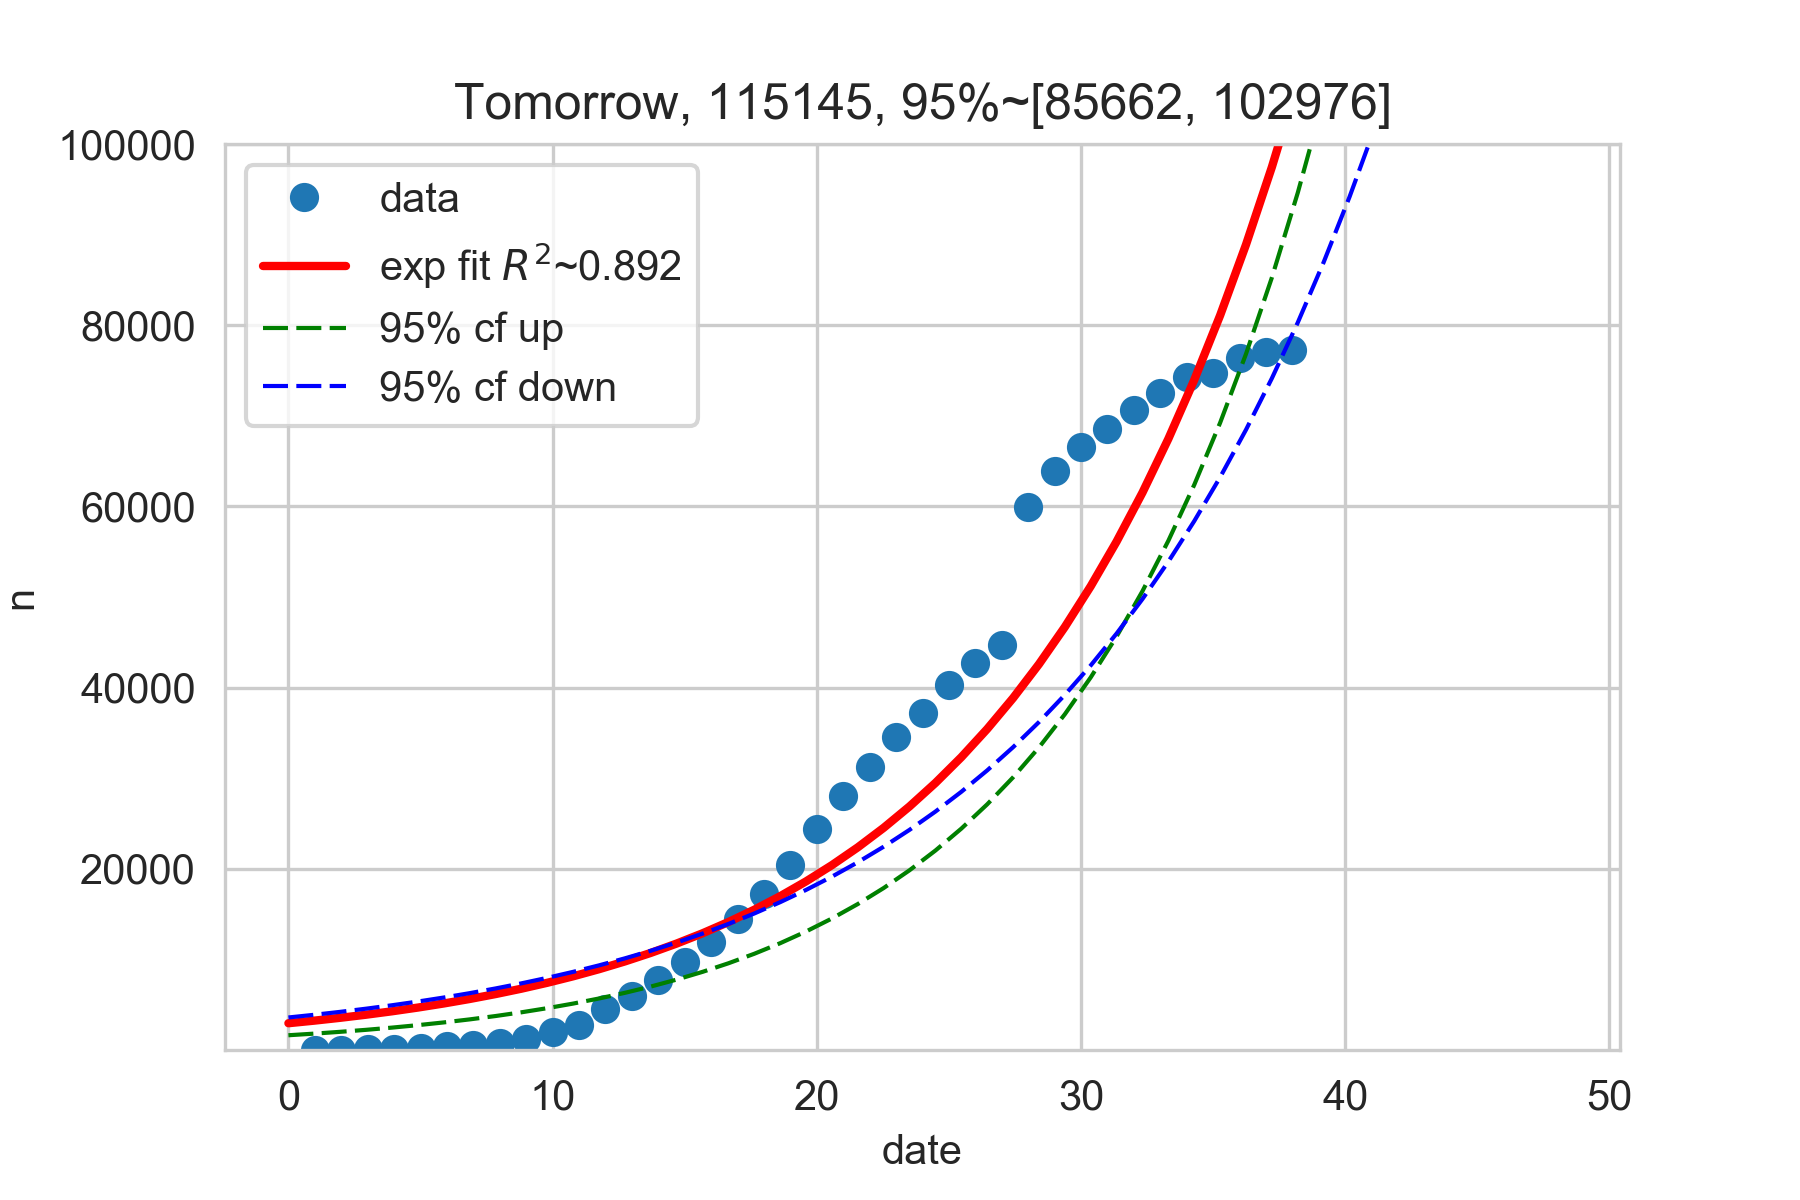 Tomorrow, 115145, 95%~[85662, 102976]
100000
80000
60000
40000
20000
n
data
exp fit R²~0.892
95% cf up
95% cf down
0 10 20 30 40 50
date